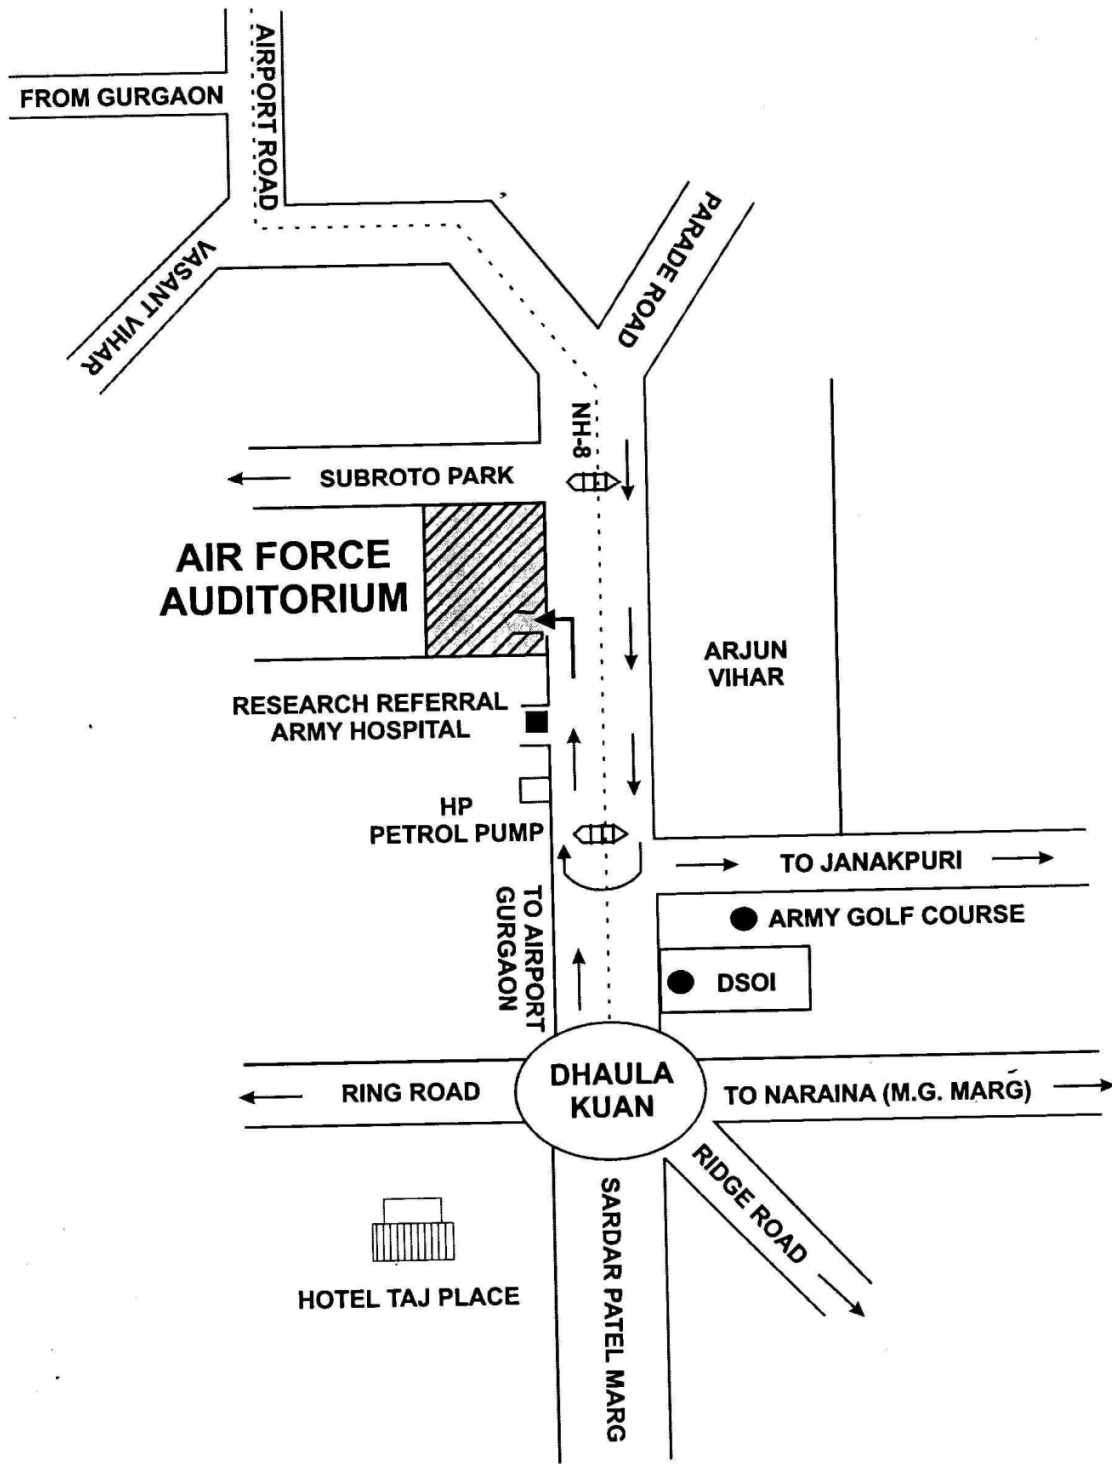 AIRPORT ROAD
FROM GURGAON
VASANT VIHAR
PARADE ROAD
NH-8
SUBROTO PARK
AIR FORCE
AUDITORIUM
ARJUN
VIHAR
RESEARCH REFERRAL
ARMY HOSPITAL
HP
PETROL PUMP
TO JANAKPURI
TO AIRPORT
GURGAON
ARMY GOLF COURSE
DSOI
DHAULA
KUAN
RING ROAD
TO NARAINA (M.G. MARG)
RIDGE ROAD
SARDAR PATEL MARG
HOTEL TAJ PLACE